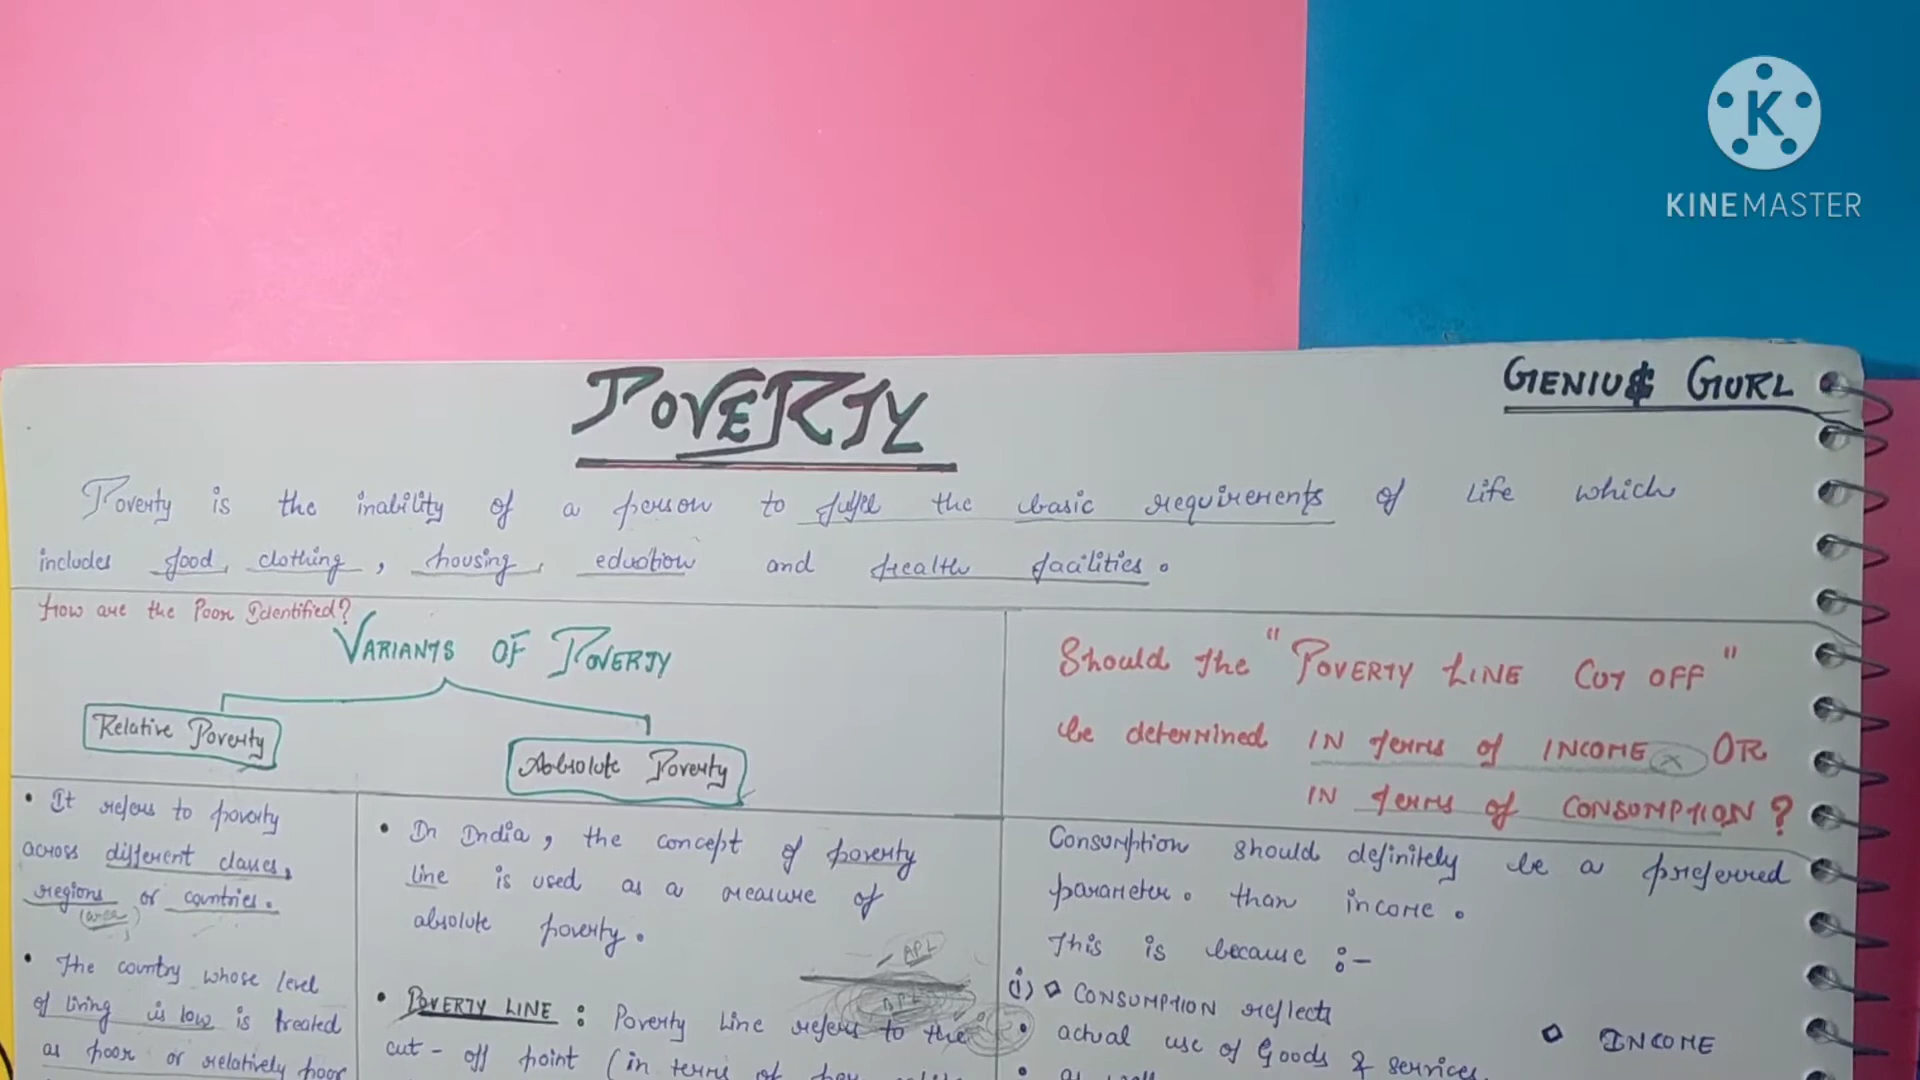 K
KINEMASTER
POVERTY
GENIUS GURL
Poverty is the inability of a person to fulfil the basic requirements of life which
includes food, clothing, housing, eduction and health facilities.
How are the Poor Identified?
VARIANTS OF POVERTY
Relative Poverty
Absolute Poverty
• It refers to poverty
across different classes,
regions or countries.
(area)
• The country whose level
of living is low is treated
as poor or relatively poor
• In India, the concept of poverty
line is used as a measure of
absolute poverty.
APL
BPL
• POVERTY LINE : Poverty Line refers to the
cut-off point (in terms of per
Should the "POVERTY LINE CUT OFF"
be determined IN terms of INCOME x OR
IN terms of CONSUMPTION?
Consumption should definitely be a preferred
parameter. than income.
This is because :-
(i) CONSUMPTION reflects
actual use of Goods & services
INCOME